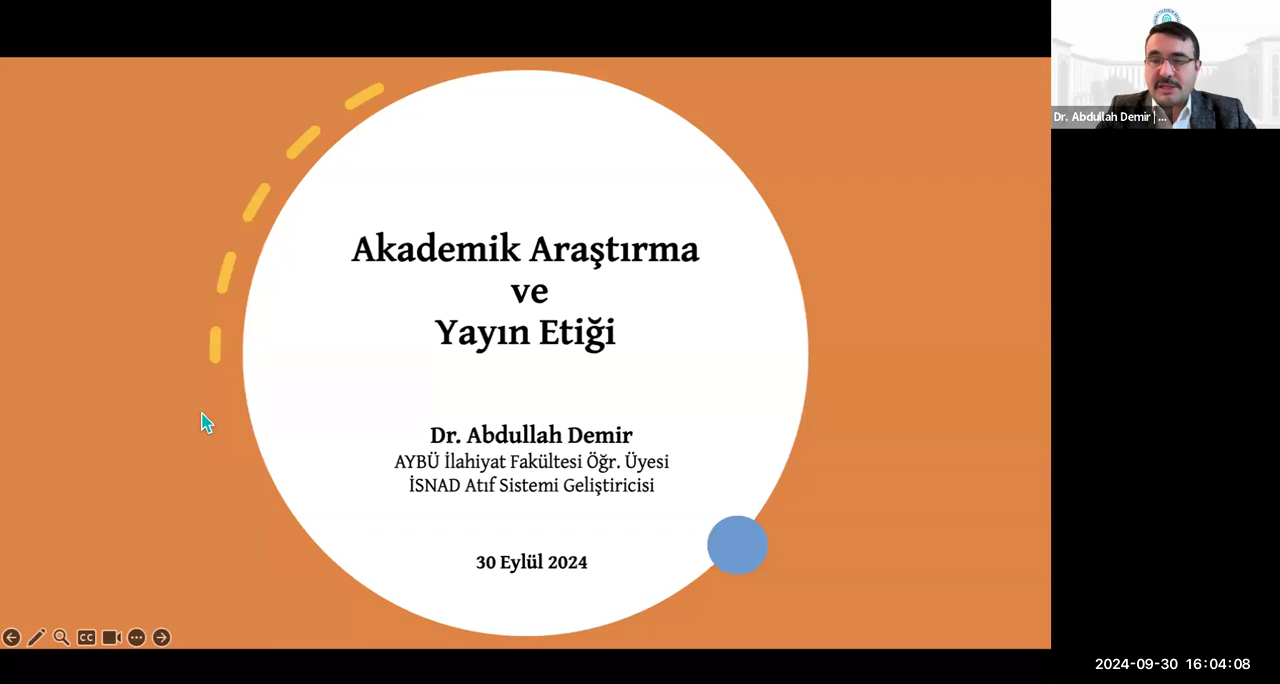 Akademik Araştırma
ve
Yayın Etiği
Dr. Abdullah Demir
AYBÜ İlahiyat Fakültesi Öğr. Üyesi
İSNAD Atıf Sistemi Geliştiricisi
30 Eylül 2024
Dr. Abdullah Demir | ...
CC
2024-09-30 16:04:08